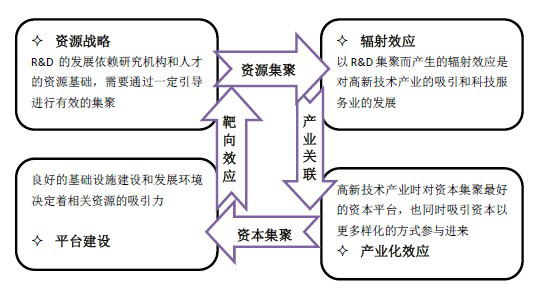 ✧ 资源战略
R&D 的发展依赖研究机构和人才
的资源基础，需要通过一定引导
进行有效的集聚
资源集聚
✧ 辐射效应
以 R&D 集聚而产生的辐射效应是
对高新技术产业的吸引和科技服
务业的发展
靶向效应
产业关联
良好的基础设施建设和发展环境
决定着相关资源的吸引力
✧ 平台建设
资本集聚
高新技术产业时对资本集聚最好
的资本平台，也同时吸引资本以
更多样化的方式参与进来
✧ 产业化效应